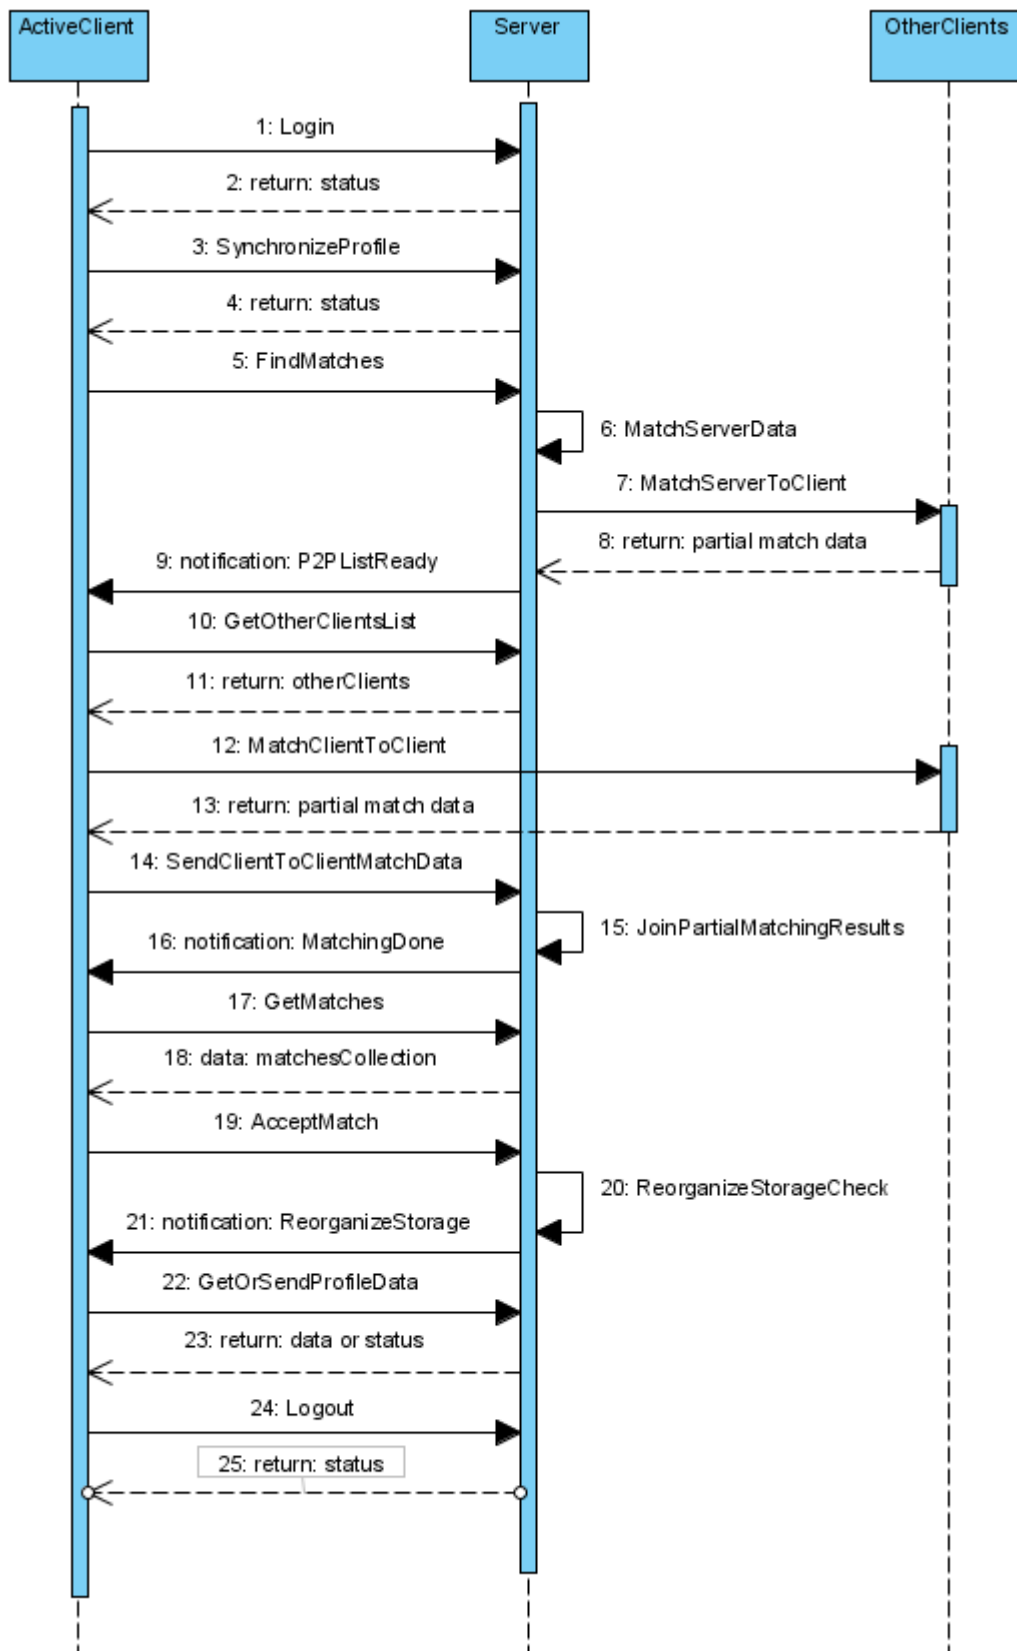 ActiveClient
Server
OtherClients
1: Login
2: return: status
3: SynchronizeProfile
4: return: status
5: FindMatches
6: MatchServerData
7: MatchServerToClient
8: return: partial match data
9: notification: P2PListReady
10: GetOtherClientsList
11: return: otherClients
12: MatchClientToClient
13: return: partial match data
14: SendClientToClientMatchData
15: JoinPartialMatchingResults
16: notification: MatchingDone
17: GetMatches
18: data: matchesCollection
19: AcceptMatch
20: ReorganizeStorageCheck
21: notification: ReorganizeStorage
22: GetOrSendProfileData
23: return: data or status
24: Logout
25: return: status